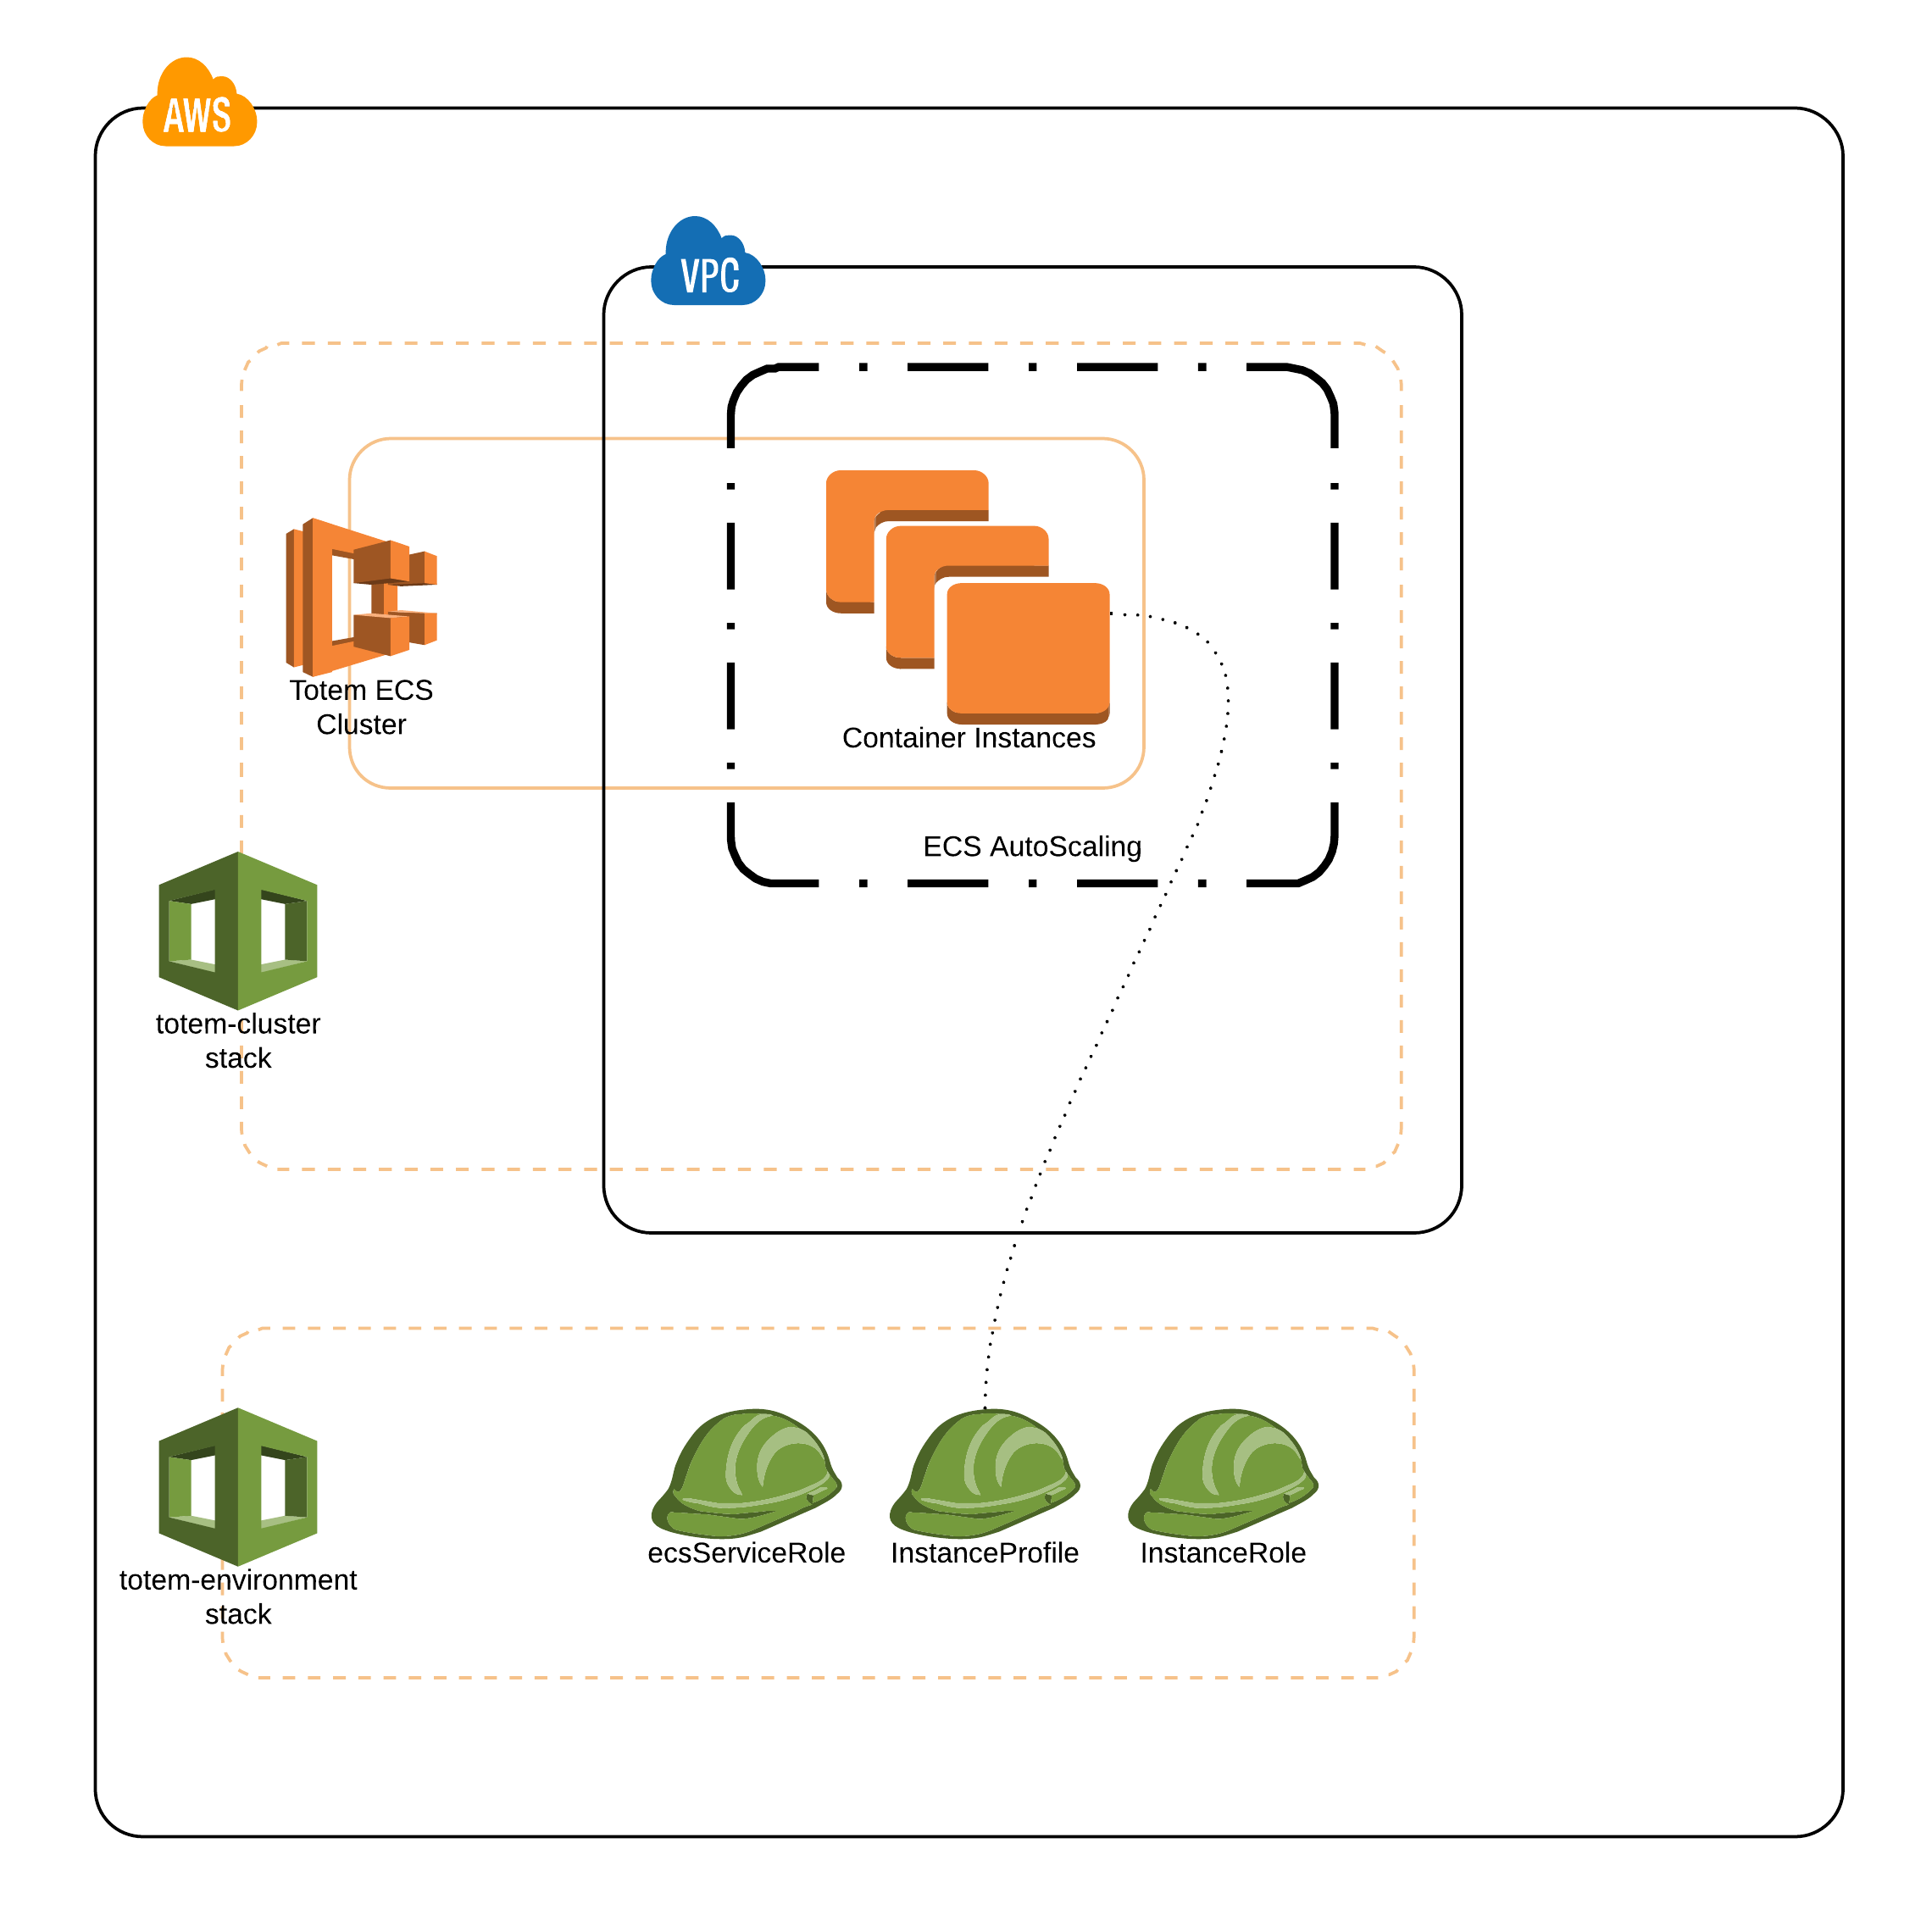 AWS
VPC
Totem ECS
Cluster
Container Instances
ECS AutoScaling
totem-cluster
stack
ecsServiceRole
InstanceProfile
InstanceRole
totem-environment
stack